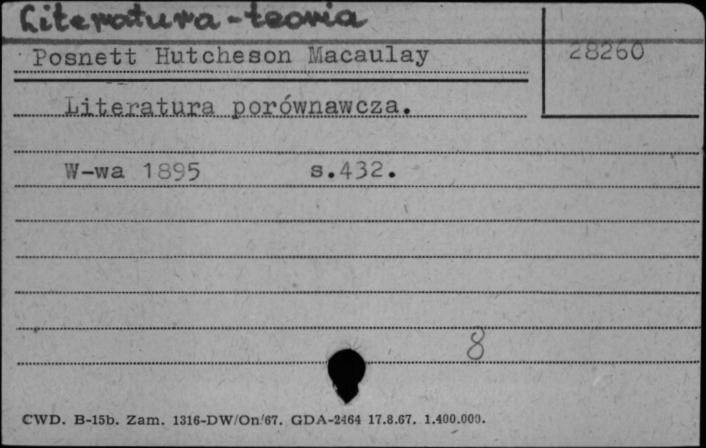 Literatura-teoria
Posnett Hutcheson Macaulay
28260
Literatura porównawcza.
W-wa 1895 s.432.
8
CWD. B-15b. Zam. 1316-DW/On/67. GDA-2464 17.8.67. 1.400.000.